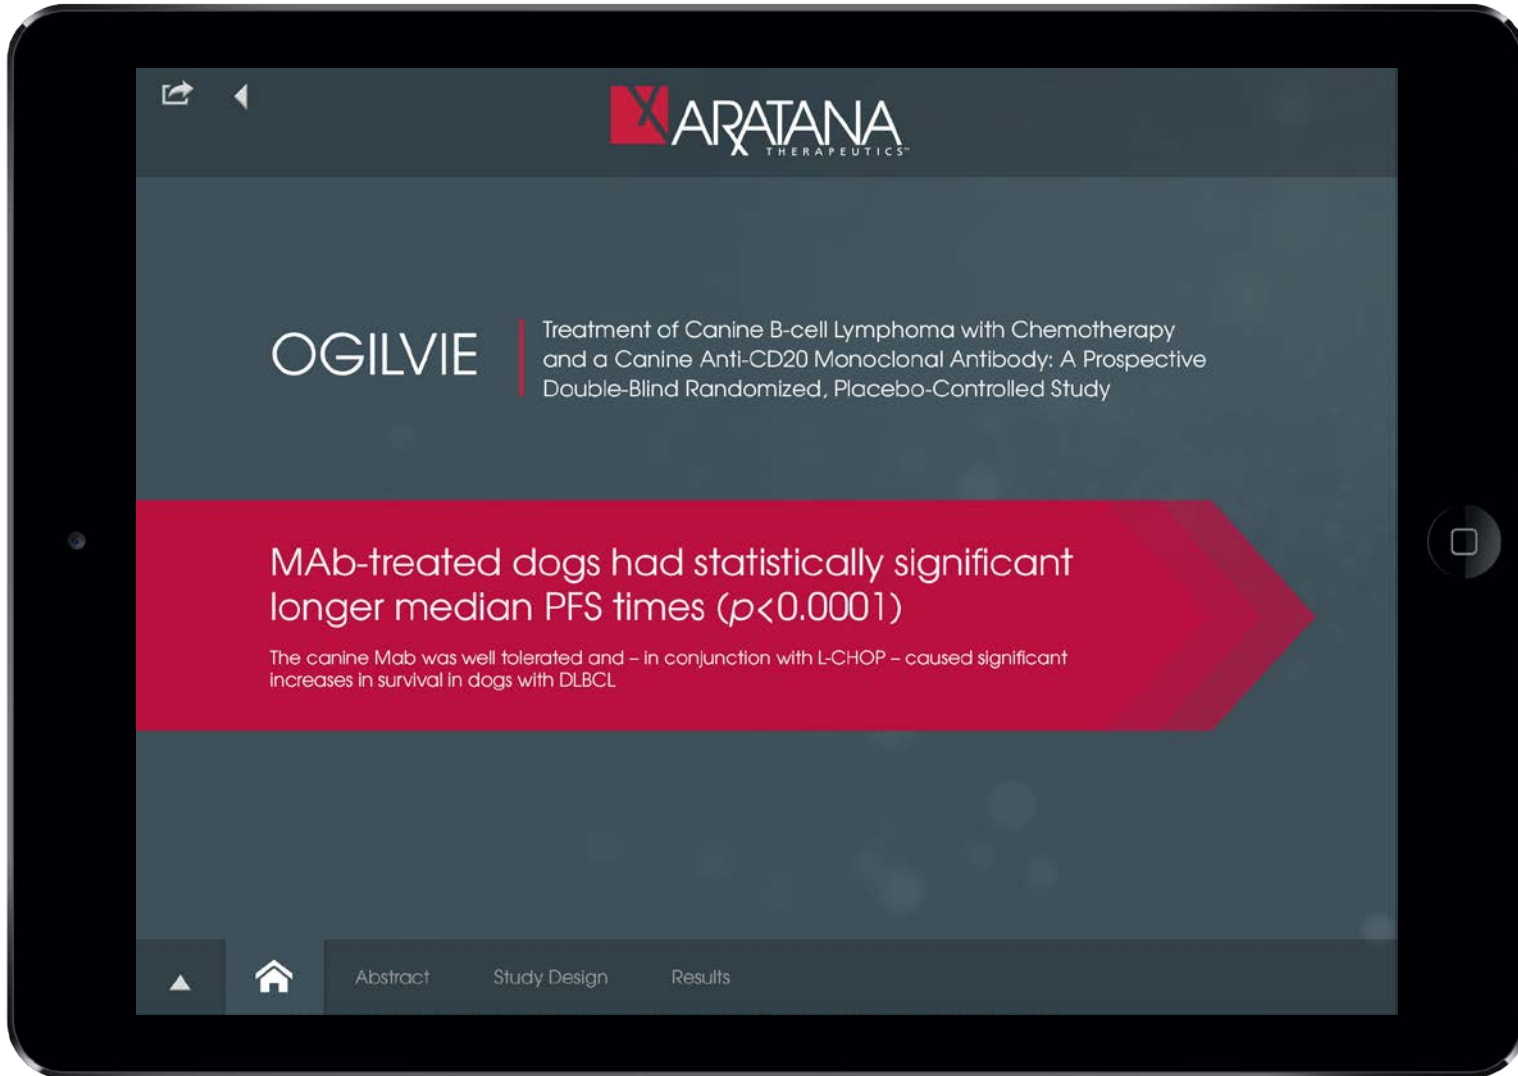 ARATANA
THERAPEUTICS™
OGILVIE
Treatment of Canine B-cell Lymphoma with Chemotherapy
and a Canine Anti-CD20 Monoclonal Antibody: A Prospective
Double-Blind Randomized, Placebo-Controlled Study
MAb-treated dogs had statistically significant
longer median PFS times (p<0.0001)
The canine Mab was well tolerated and – in conjunction with L-CHOP – caused significant
increases in survival in dogs with DLBCL
Abstract
Study Design
Results